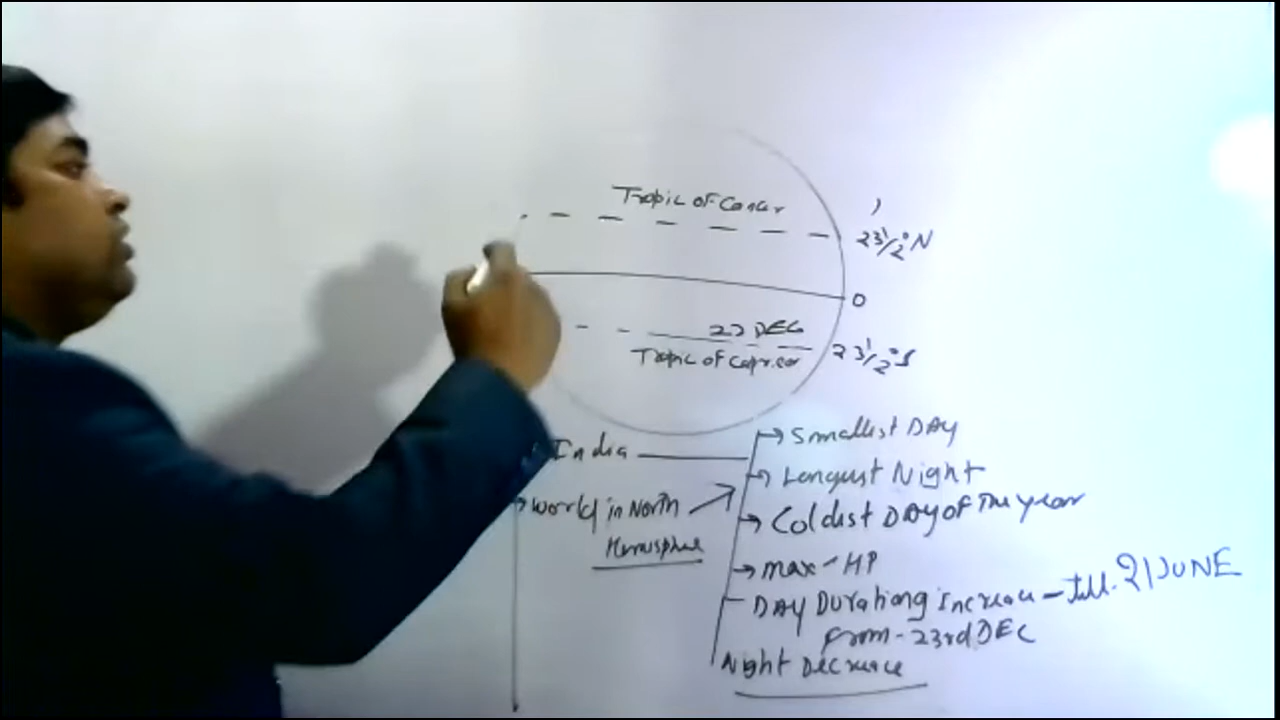 Tropic of Cancer
23 1/2° N
0
22 DEC
23 1/2° S
Tropic of Capricor
India
Smallest DAY
Longest Night
World in North
Hemisphere
Coldest DAY of The year
max - HP
DAY Durationg increase - till 21 JUNE
from - 23rd DEC
Night Decrease